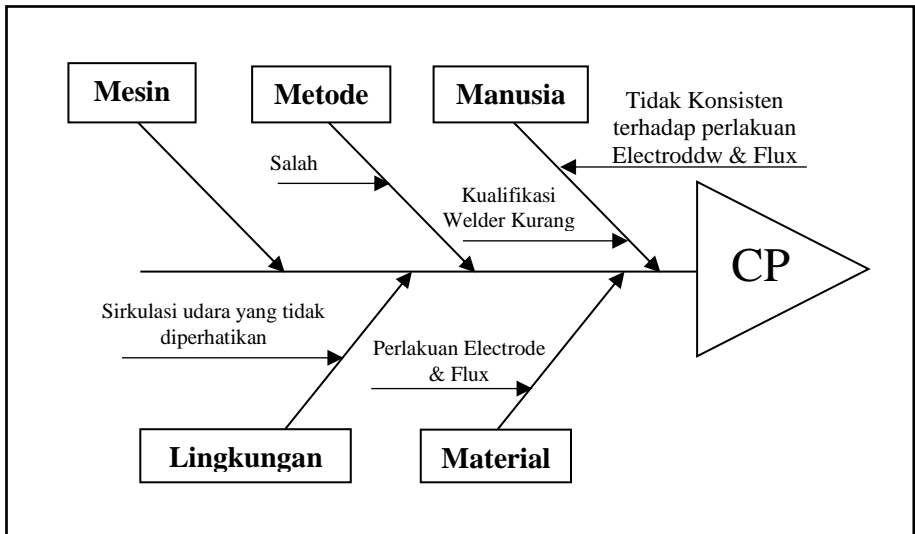 Mesin
Metode
Manusia
Tidak Konsisten
terhadap perlakuan
Electroddw & Flux
Salah
Kualifikasi
Welder Kurang
CP
Sirkulasi udara yang tidak
diperhatikan
Perlakuan Electrode
& Flux
Lingkungan
Material